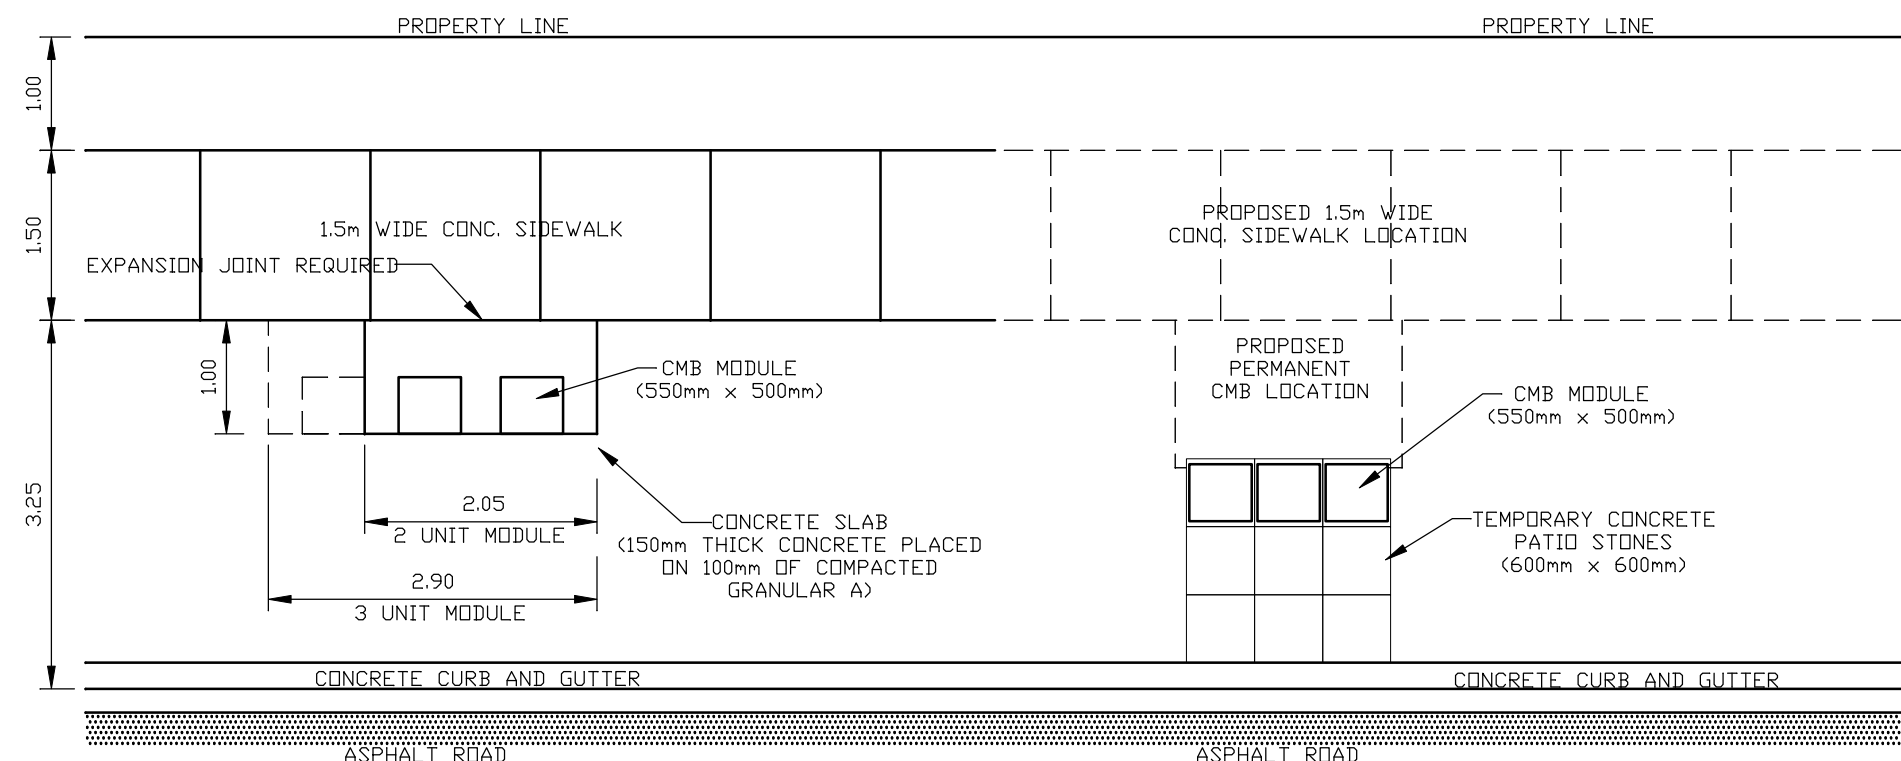 PROPERTY LINE
PROPERTY LINE
1.00
1.50
1.5m WIDE CONC. SIDEWALK
EXPANSION JOINT REQUIRED
PROPOSED 1.5m WIDE
CONC. SIDEWALK LOCATION
3.25
1.00
CMB MODULE
(550mm x 500mm)
PROPOSED
PERMANENT
CMB LOCATION
CMB MODULE
(550mm x 500mm)
2.05
2 UNIT MODULE
2.90
3 UNIT MODULE
CONCRETE SLAB
(150mm THICK CONCRETE PLACED
ON 100mm OF COMPACTED
GRANULAR A)
TEMPORARY CONCRETE
PATIO STONES
(600mm x 600mm)
CONCRETE CURB AND GUTTER
CONCRETE CURB AND GUTTER
ASPHALT ROAD
ASPHALT ROAD